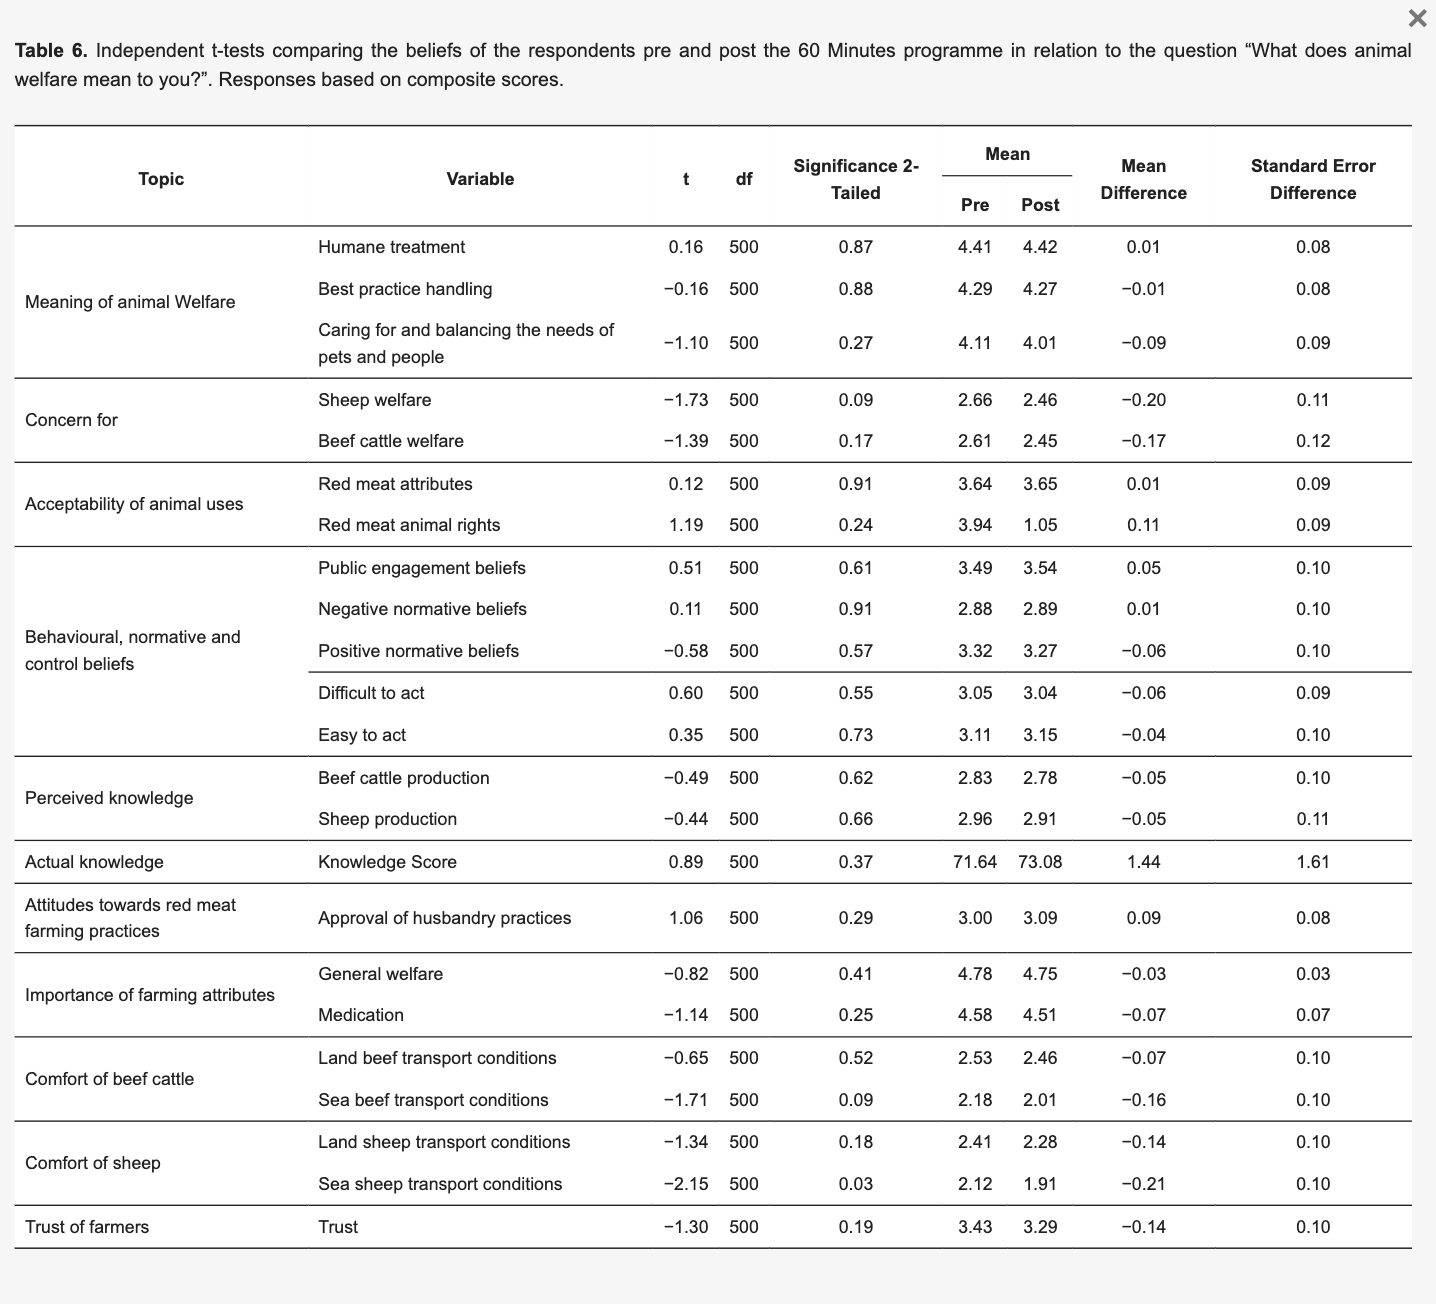 Table 6. Independent t-tests comparing the beliefs of the respondents pre and post the 60 Minutes programme in relation to the question “What does animal
welfare mean to you?”. Responses based on composite scores.
Topic Variable t df Significance 2-Tailed Mean Pre Post Mean Difference Standard Error Difference
Meaning of animal Welfare
Humane treatment 0.16 500 0.87 4.41 4.42 0.01 0.08
Best practice handling −0.16 500 0.88 4.29 4.27 −0.01 0.08
Caring for and balancing the needs of
pets and people −1.10 500 0.27 4.11 4.01 −0.09 0.09
Concern for
Sheep welfare −1.73 500 0.09 2.66 2.46 −0.20 0.11
Beef cattle welfare −1.39 500 0.17 2.61 2.45 −0.17 0.12
Acceptability of animal uses
Red meat attributes 0.12 500 0.91 3.64 3.65 0.01 0.09
Red meat animal rights 1.19 500 0.24 3.94 1.05 0.11 0.09
Behavioural, normative and
control beliefs
Public engagement beliefs 0.51 500 0.61 3.49 3.54 0.05 0.10
Negative normative beliefs 0.11 500 0.91 2.88 2.89 0.01 0.10
Positive normative beliefs −0.58 500 0.57 3.32 3.27 −0.06 0.10
Difficult to act 0.60 500 0.55 3.05 3.04 −0.06 0.09
Easy to act 0.35 500 0.73 3.11 3.15 −0.04 0.10
Perceived knowledge
Beef cattle production −0.49 500 0.62 2.83 2.78 −0.05 0.10
Sheep production −0.44 500 0.66 2.96 2.91 −0.05 0.11
Actual knowledge Knowledge Score 0.89 500 0.37 71.64 73.08 1.44 1.61
Attitudes towards red meat
farming practices
Approval of husbandry practices 1.06 500 0.29 3.00 3.09 0.09 0.08
Importance of farming attributes
General welfare −0.82 500 0.41 4.78 4.75 −0.03 0.03
Medication −1.14 500 0.25 4.58 4.51 −0.07 0.07
Comfort of beef cattle
Land beef transport conditions −0.65 500 0.52 2.53 2.46 −0.07 0.10
Sea beef transport conditions −1.71 500 0.09 2.18 2.01 −0.16 0.10
Comfort of sheep
Land sheep transport conditions −1.34 500 0.18 2.41 2.28 −0.14 0.10
Sea sheep transport conditions −2.15 500 0.03 2.12 1.91 −0.21 0.10
Trust of farmers Trust −1.30 500 0.19 3.43 3.29 −0.14 0.10